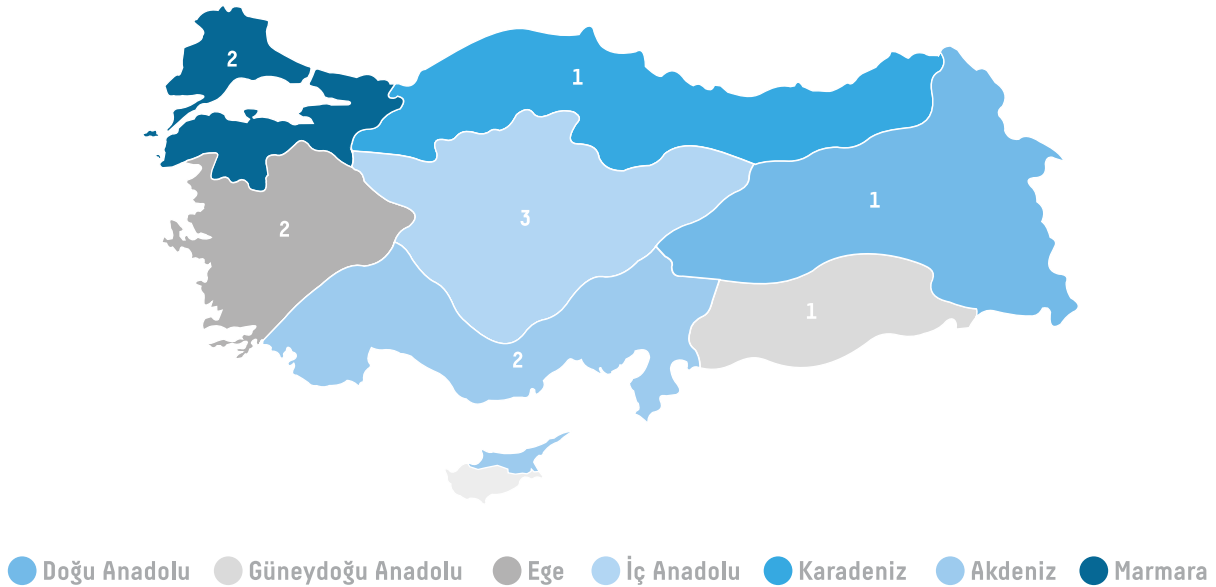 2
1
1
3
2
1
2
Doğu Anadolu
Güneydoğu Anadolu
Ege
İç Anadolu
Karadeniz
Akdeniz
Marmara